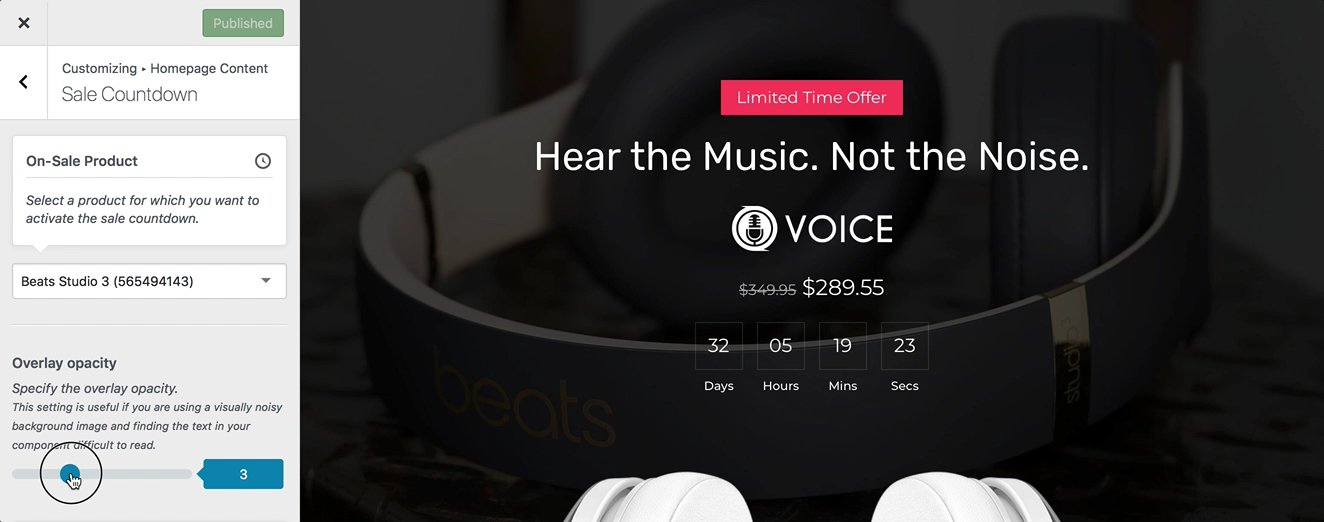 Published
Customizing ▸ Homepage Content
Sale Countdown
On-Sale Product
Select a product for which you want to
activate the sale countdown.
Beats Studio 3 (565494143)
Overlay opacity
Specify the overlay opacity.
This setting is useful if you are using a visually noisy
background image and finding the text in your
component difficult to read.
3
Limited Time Offer
Hear the Music. Not the Noise.
VOICE
$349.95 $289.55
32 05 19 23
Days Hours Mins Secs
beats
studio3